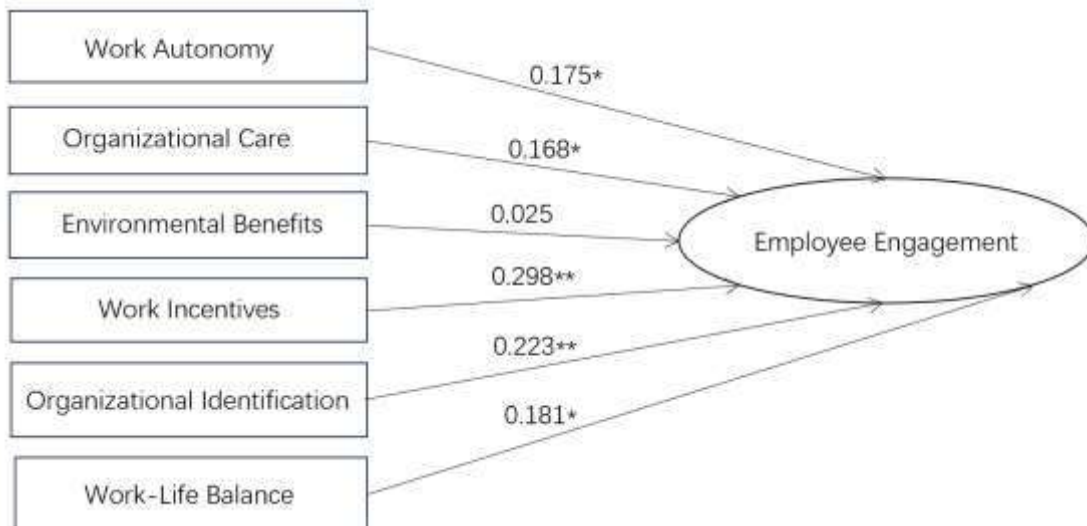 Work Autonomy
0.175*
Organizational Care
0.168*
Environmental Benefits
0.025
Employee Engagement
Work Incentives
0.298**
Organizational Identification
0.223**
Work-Life Balance
0.181*